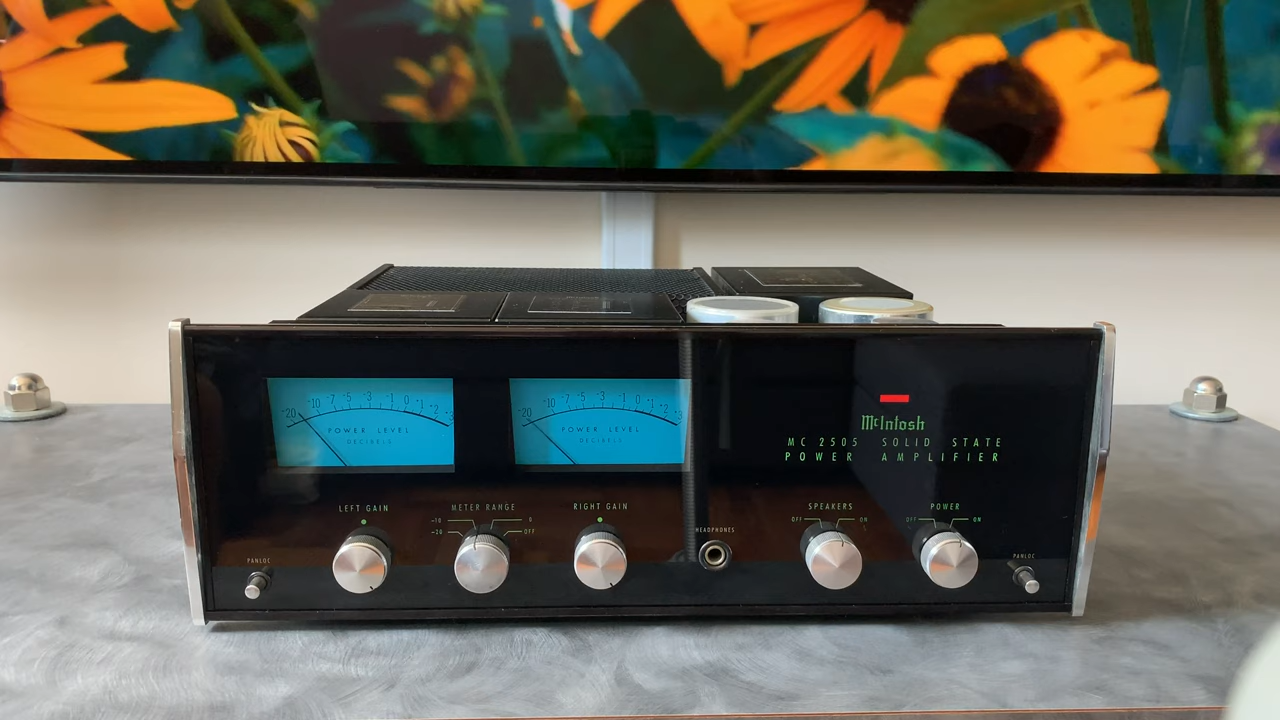 -20 -10 -7 -5 -3 -1 0 -1 -2 -3
POWER LEVEL
DECIBELS
-20 -10 -7 -5 -3 -1 0 -1 -2 -3
POWER LEVEL
DECIBELS
McIntosh
MC 2505 SOLID STATE
POWER AMPLIFIER
LEFT GAIN
METER RANGE
-10 0
-20 OFF
RIGHT GAIN
HEADPHONES
SPEAKERS
OFF ON
POWER
OFF ON
PANLOC
PANLOC